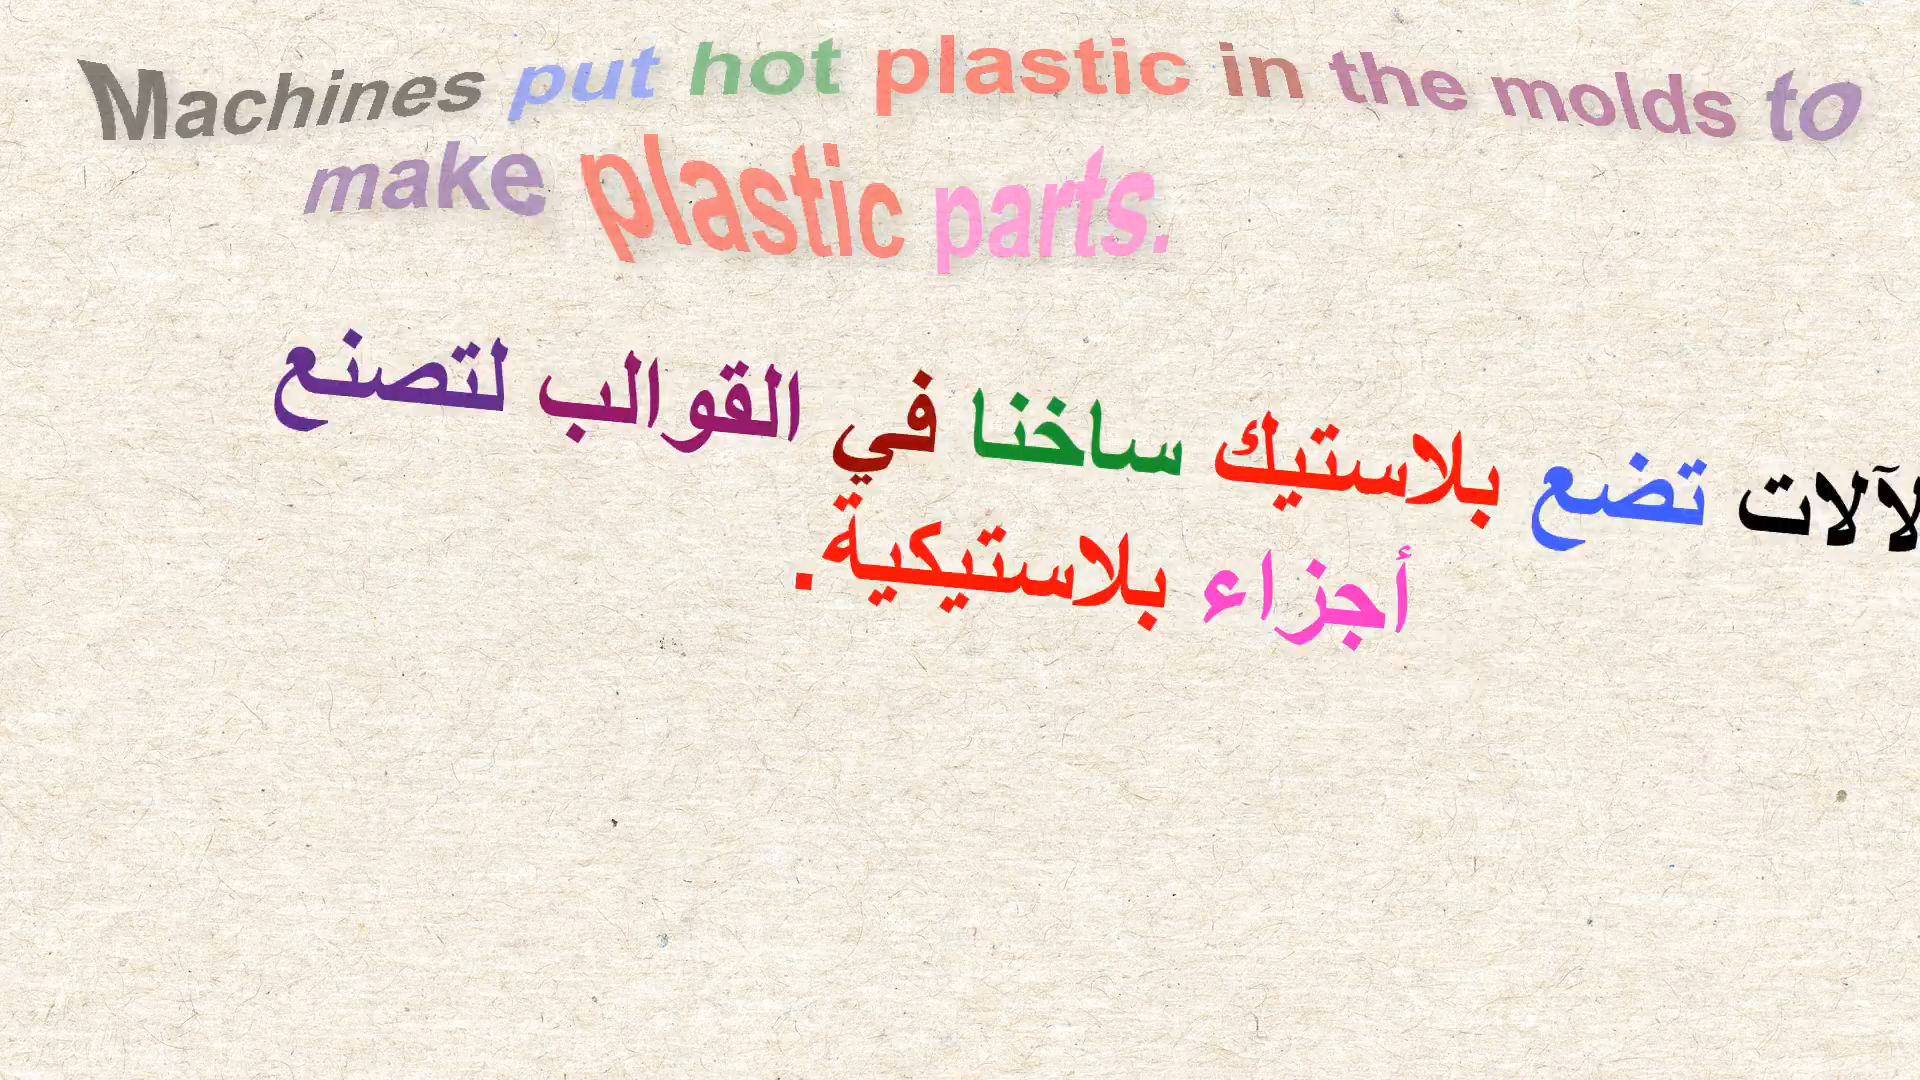 Machines put hot plastic in the molds to
make plastic parts.
لآلات تضع بلاستيك ساخنا في القوالب لتصنع
أجزاء بلاستيكية.